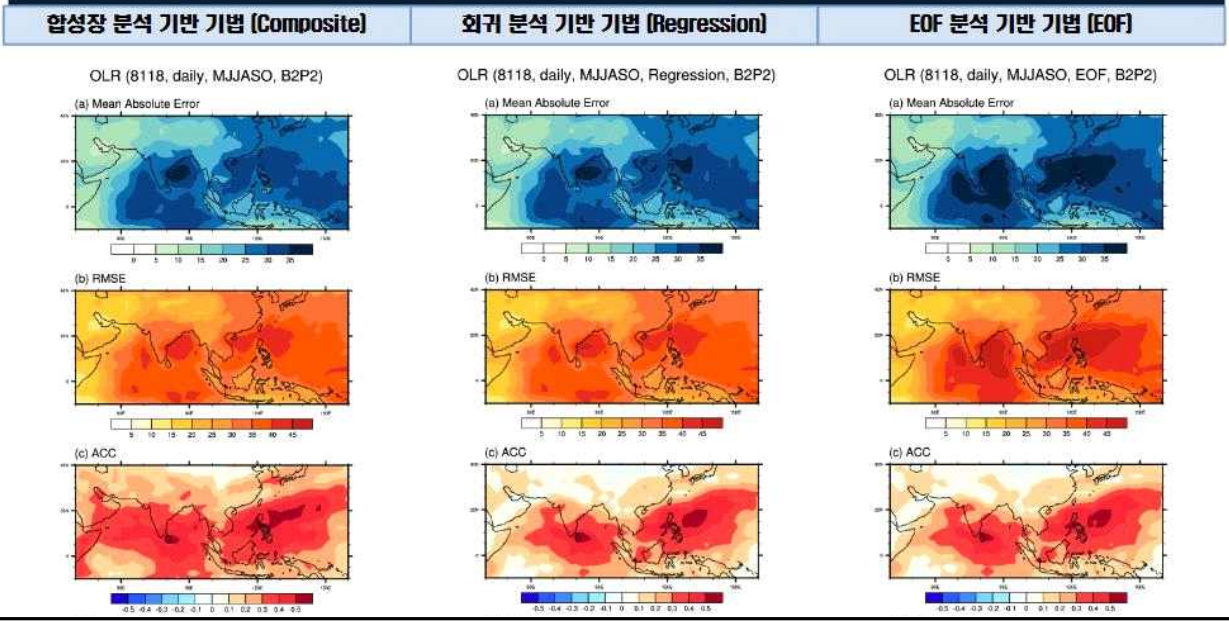 합성장 분석 기반 기법 (Composite)
회귀 분석 기반 기법 (Regression)
EOF 분석 기반 기법 (EOF)
OLR (8118, daily, MJJASO, B2P2)
OLR (8118, daily, MJJASO, Regression, B2P2)
OLR (8118, daily, MJJASO, EOF, B2P2)
(a) Mean Absolute Error
(a) Mean Absolute Error
(a) Mean Absolute Error
0 5 10 15 20 25 30 35
0 5 10 15 20 25 30 35
0 5 10 15 20 25 30 35
(b) RMSE
(b) RMSE
(b) RMSE
5 10 15 20 25 30 35 40 45
5 10 15 20 25 30 35 40 45
5 10 15 20 25 30 35 40 45
(c) ACC
(c) ACC
(c) ACC
-0.5 -0.4 -0.3 -0.2 -0.1 0 0.1 0.2 0.3 0.4 0.5
-0.5 -0.4 -0.3 -0.2 -0.1 0 0.1 0.2 0.3 0.4 0.5
-0.5 -0.4 -0.3 -0.2 -0.1 0 0.1 0.2 0.3 0.4 0.5